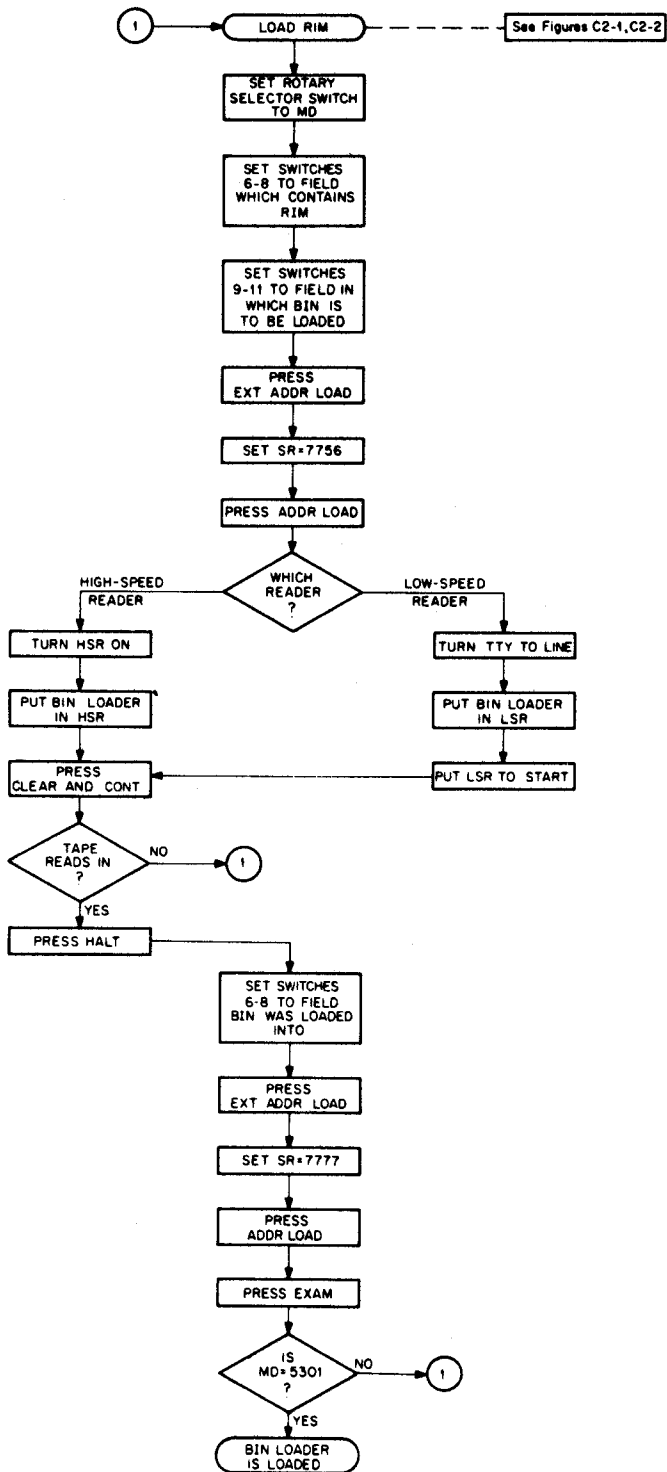 1
LOAD RIM
See Figures C2-1, C2-2
SET ROTARY
SELECTOR SWITCH
TO MD
SET SWITCHES
6-8 TO FIELD
WHICH CONTAINS
RIM
SET SWITCHES
9-11 TO FIELD IN
WHICH BIN IS
TO BE LOADED
PRESS
EXT ADDR LOAD
SET SR=7756
PRESS ADDR LOAD
WHICH
READER
?
HIGH-SPEED
READER
LOW-SPEED
READER
TURN HSR ON
TURN TTY TO LINE
PUT BIN LOADER
IN HSR
PUT BIN LOADER
IN LSR
PRESS
CLEAR AND CONT
PUT LSR TO START
TAPE
READS IN
?
NO
1
YES
PRESS HALT
SET SWITCHES
6-8 TO FIELD
BIN WAS LOADED
INTO
PRESS
EXT ADDR LOAD
SET SR=7777
PRESS
ADDR LOAD
PRESS EXAM
IS
MD=5301
?
NO
1
YES
BIN LOADER
IS LOADED